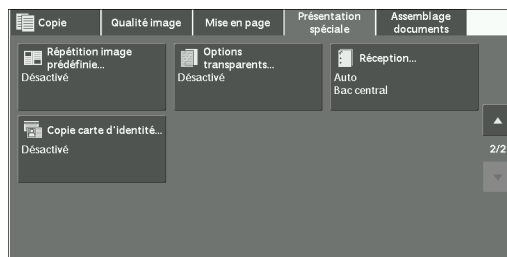 Copie
Qualité image
Mise en page
Présentation
spéciale
Assemblage
documents
Répétition image
prédéfinie...
Désactivé
Options
transparents...
Désactivé
Réception...
Auto
Bac central
Copie carte d'identité...
Désactivé
2/2